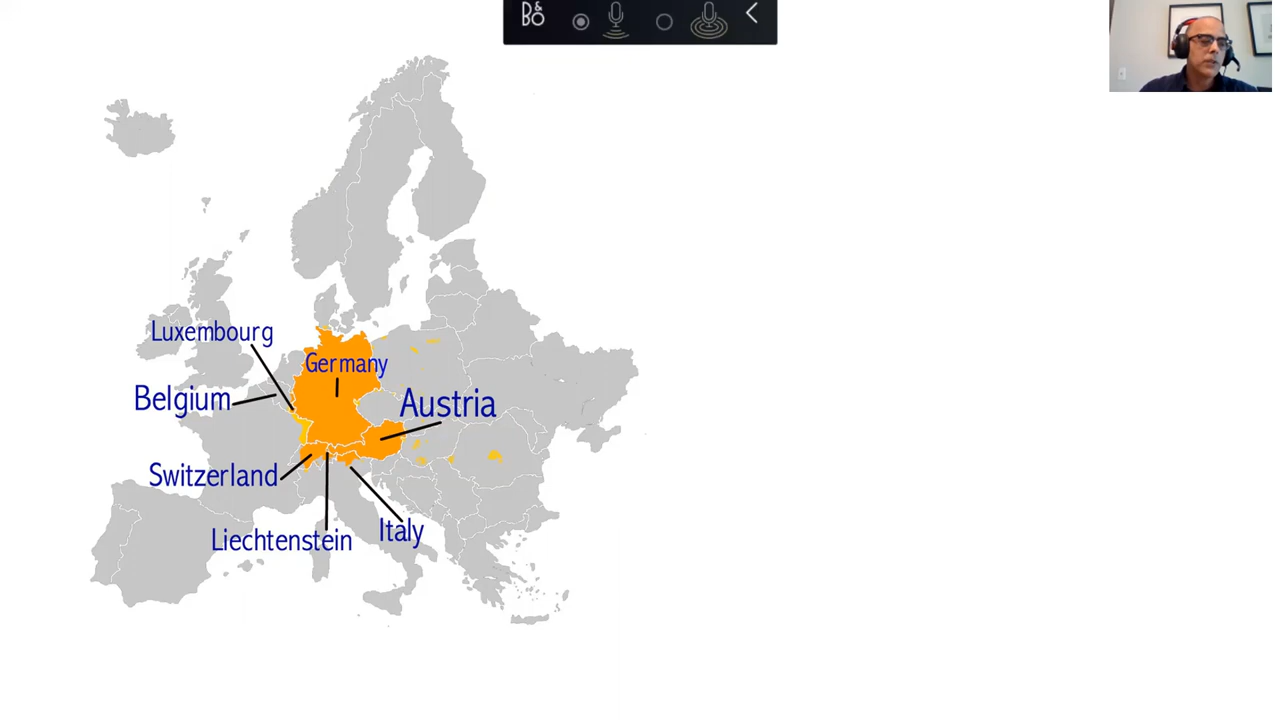 B&O
Luxembourg
Germany
Belgium
Austria
Switzerland
Liechtenstein
Italy